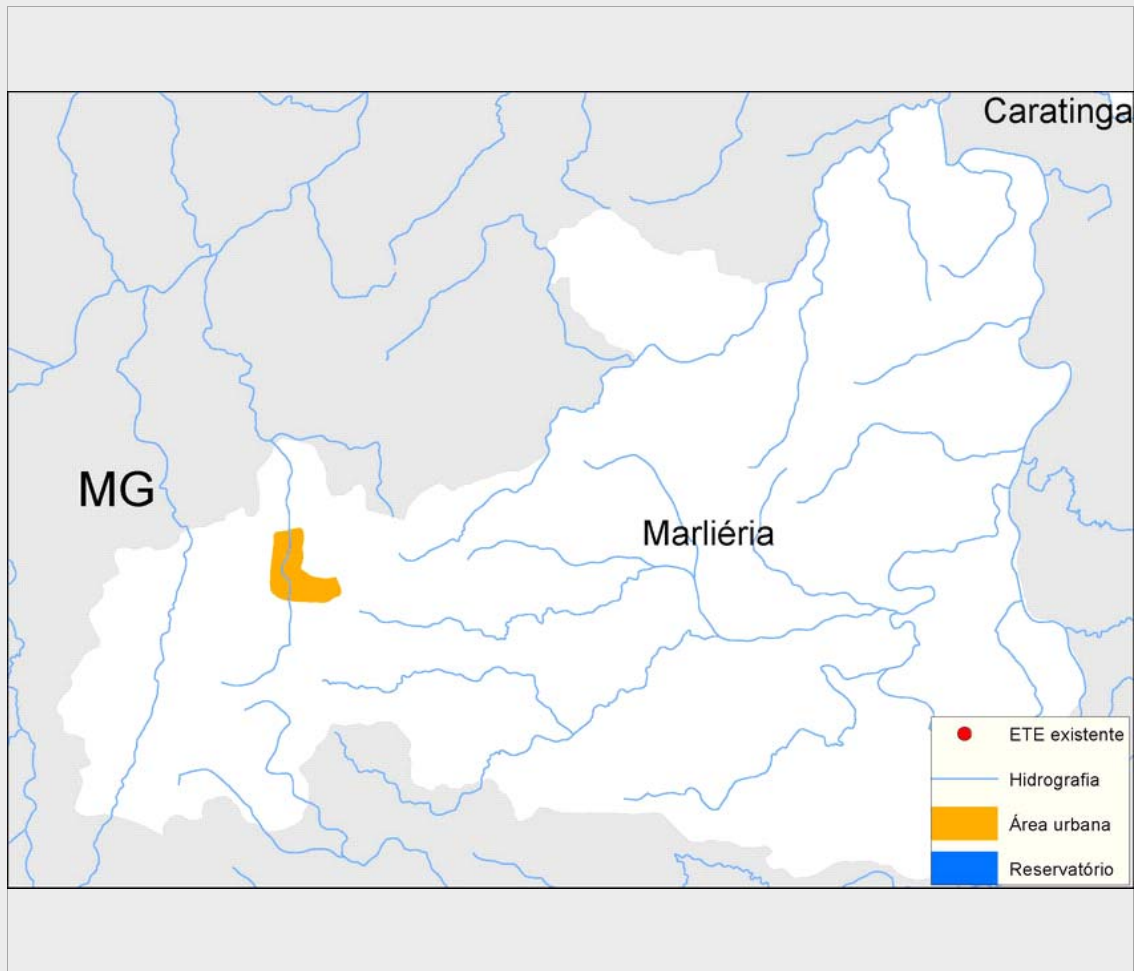 Caratinga
MG
Marliéria
ETE existente
Hidrografia
Área urbana
Reservatório